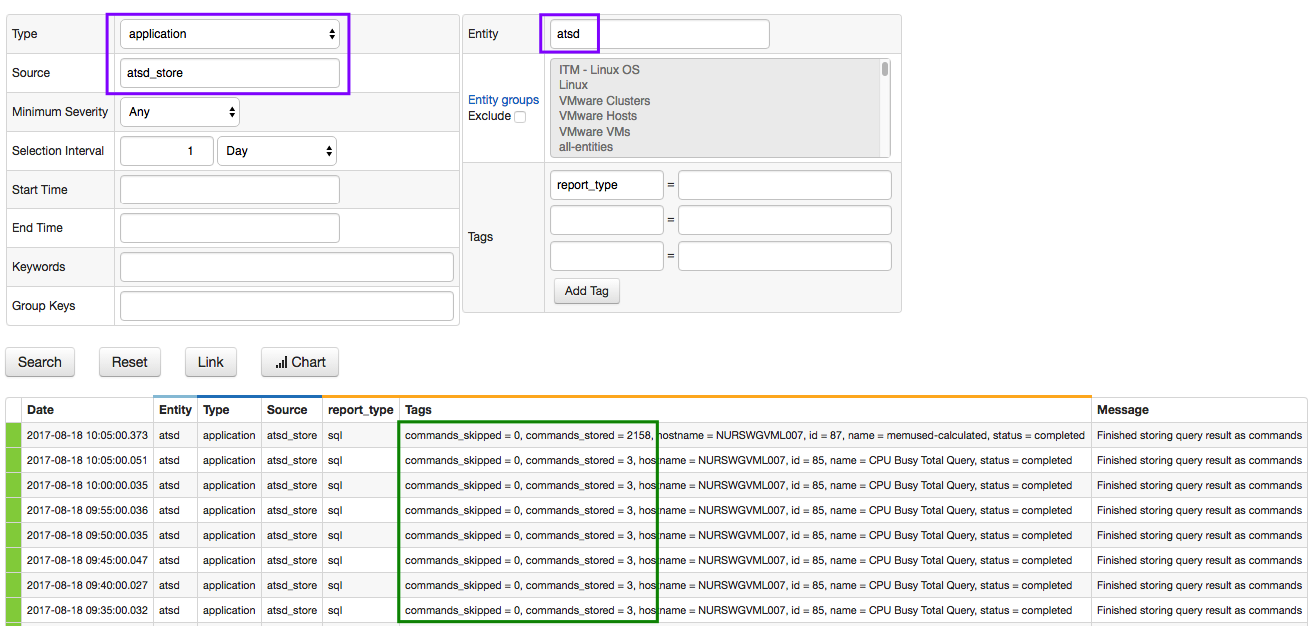 Type application
Source atsd_store
Minimum Severity Any
Selection Interval 1 Day
Start Time
End Time
Keywords
Group Keys
Entity atsd
Entity groups
Exclude
ITM - Linux OS
Linux
VMware Clusters
VMware Hosts
VMware VMs
all-entities
Tags
report_type =
=
=
Add Tag
Search Reset Link Chart
Date Entity Type Source report_type Tags Message
2017-08-18 10:05:00.373 atsd application atsd_store sql commands_skipped = 0, commands_stored = 2158, hostname = NURSWGVML007, id = 87, name = memused-calculated, status = completed Finished storing query result as commands
2017-08-18 10:05:00.051 atsd application atsd_store sql commands_skipped = 0, commands_stored = 3, hostname = NURSWGVML007, id = 85, name = CPU Busy Total Query, status = completed Finished storing query result as commands
2017-08-18 10:00:00.035 atsd application atsd_store sql commands_skipped = 0, commands_stored = 3, hostname = NURSWGVML007, id = 85, name = CPU Busy Total Query, status = completed Finished storing query result as commands
2017-08-18 09:55:00.036 atsd application atsd_store sql commands_skipped = 0, commands_stored = 3, hostname = NURSWGVML007, id = 85, name = CPU Busy Total Query, status = completed Finished storing query result as commands
2017-08-18 09:50:00.035 atsd application atsd_store sql commands_skipped = 0, commands_stored = 3, hostname = NURSWGVML007, id = 85, name = CPU Busy Total Query, status = completed Finished storing query result as commands
2017-08-18 09:45:00.047 atsd application atsd_store sql commands_skipped = 0, commands_stored = 3, hostname = NURSWGVML007, id = 85, name = CPU Busy Total Query, status = completed Finished storing query result as commands
2017-08-18 09:40:00.027 atsd application atsd_store sql commands_skipped = 0, commands_stored = 3, hostname = NURSWGVML007, id = 85, name = CPU Busy Total Query, status = completed Finished storing query result as commands
2017-08-18 09:35:00.032 atsd application atsd_store sql commands_skipped = 0, commands_stored = 3, hostname = NURSWGVML007, id = 85, name = CPU Busy Total Query, status = completed Finished storing query result as commands